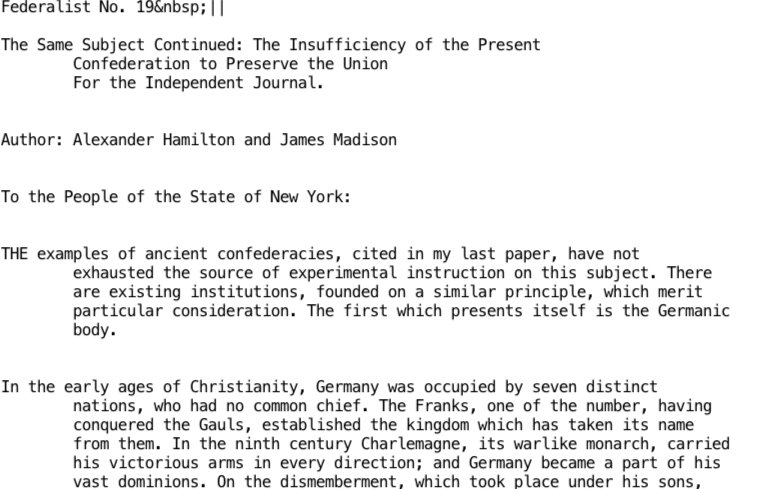 Federalist No. 19&nbsp;||
The Same Subject Continued: The Insufficiency of the Present
Confederation to Preserve the Union
For the Independent Journal.
Author: Alexander Hamilton and James Madison
To the People of the State of New York:
THE examples of ancient confederacies, cited in my last paper, have not
exhausted the source of experimental instruction on this subject. There
are existing institutions, founded on a similar principle, which merit
particular consideration. The first which presents itself is the Germanic
body.
In the early ages of Christianity, Germany was occupied by seven distinct
nations, who had no common chief. The Franks, one of the number, having
conquered the Gauls, established the kingdom which has taken its name
from them. In the ninth century Charlemagne, its warlike monarch, carried
his victorious arms in every direction; and Germany became a part of his
vast dominions. On the dismemberment, which took place under his sons,